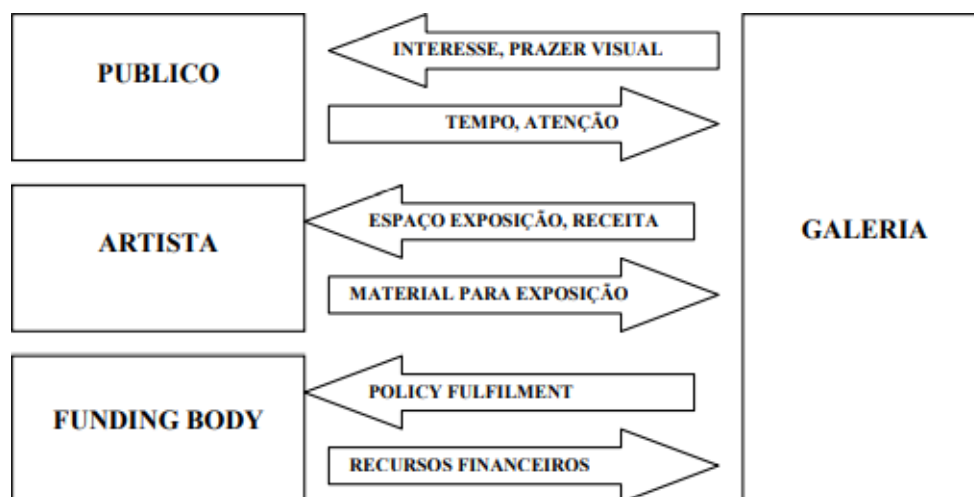 PUBLICO
INTERESSE, PRAZER VISUAL
TEMPO, ATENÇÃO
ARTISTA
ESPAÇO EXPOSIÇÃO, RECEITA
MATERIAL PARA EXPOSIÇÃO
FUNDING BODY
POLICY FULFILMENT
RECURSOS FINANCEIROS
GALERIA